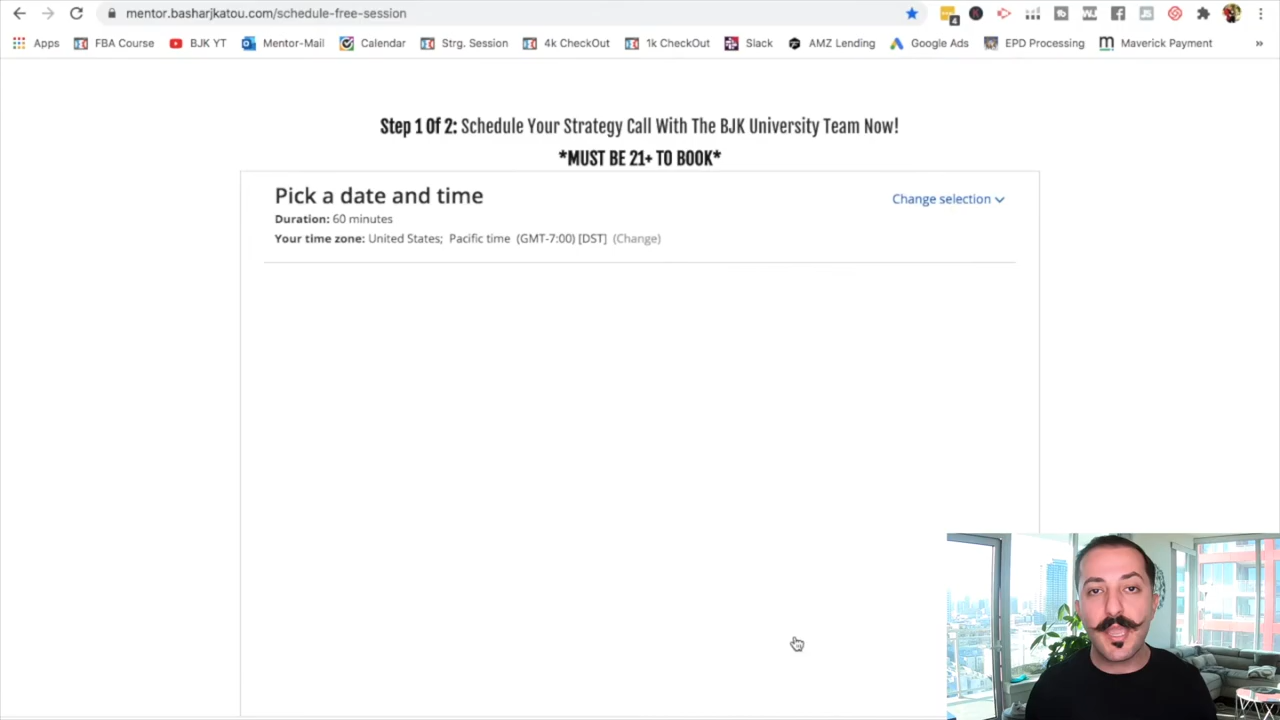 mentor.basharjkatou.com/schedule-free-session
4
Apps FBA Course BJK YT Mentor-Mail Calendar Strg. Session 4k CheckOut 1k CheckOut Slack AMZ Lending Google Ads EPD Processing Maverick Payment »
Step 1 Of 2: Schedule Your Strategy Call With The BJK University Team Now!
*MUST BE 21+ TO BOOK*
Pick a date and time
Change selection
Duration: 60 minutes
Your time zone: United States; Pacific time (GMT-7:00) [DST] (Change)